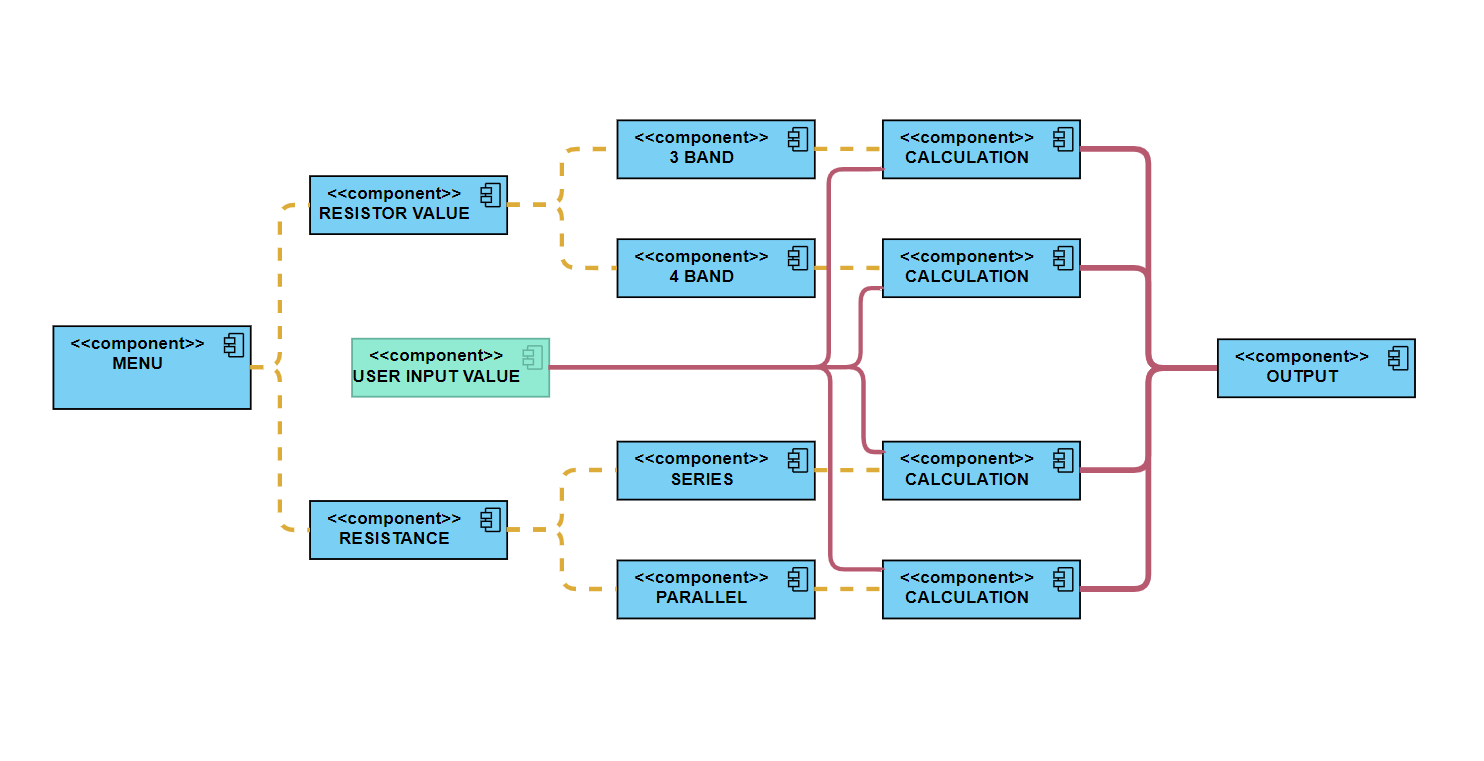 <<component>>
MENU
<<component>>
RESISTOR VALUE
<<component>>
RESISTANCE
<<component>>
USER INPUT VALUE
<<component>>
3 BAND
<<component>>
4 BAND
<<component>>
SERIES
<<component>>
PARALLEL
<<component>>
CALCULATION
<<component>>
CALCULATION
<<component>>
CALCULATION
<<component>>
CALCULATION
<<component>>
OUTPUT